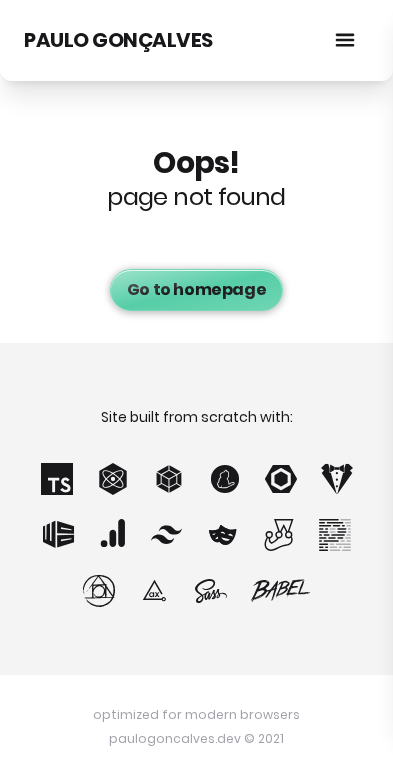 PAULO GONÇALVES
Oops!
page not found
Go to homepage
Site built from scratch with:
TS
ax
Sass
BABEL
optimized for modern browsers
paulogoncalves.dev © 2021